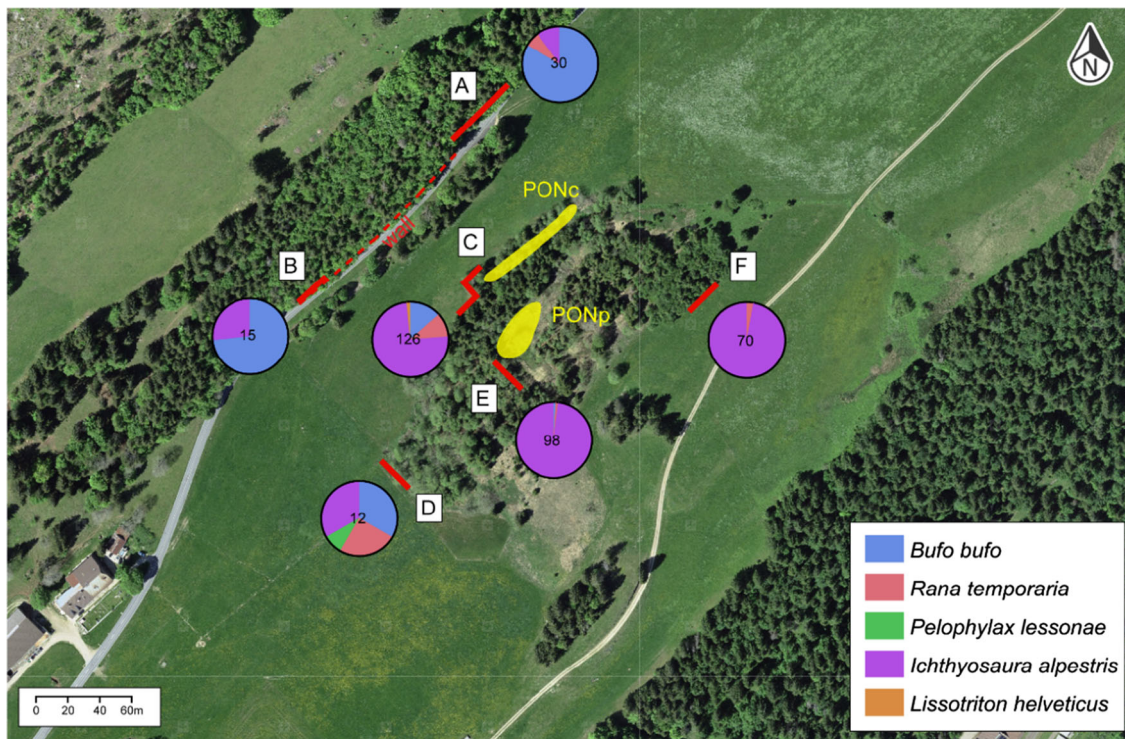 30
A
N
PONc
wall
C
B
F
PONp
15
126
70
E
98
12
D
Bufo bufo
Rana temporaria
Pelophylax lessonae
Ichthyosaura alpestris
Lissotriton helveticus
0 20 40 60m